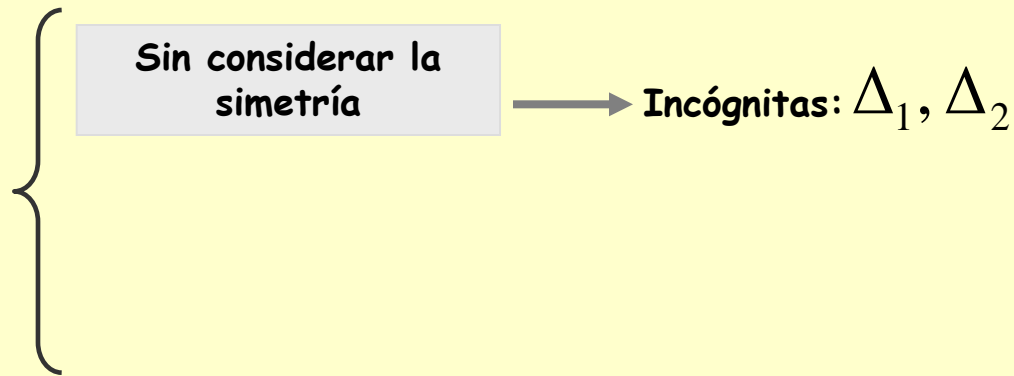 Sin considerar la
simetría
Incógnitas: Δ₁, Δ₂